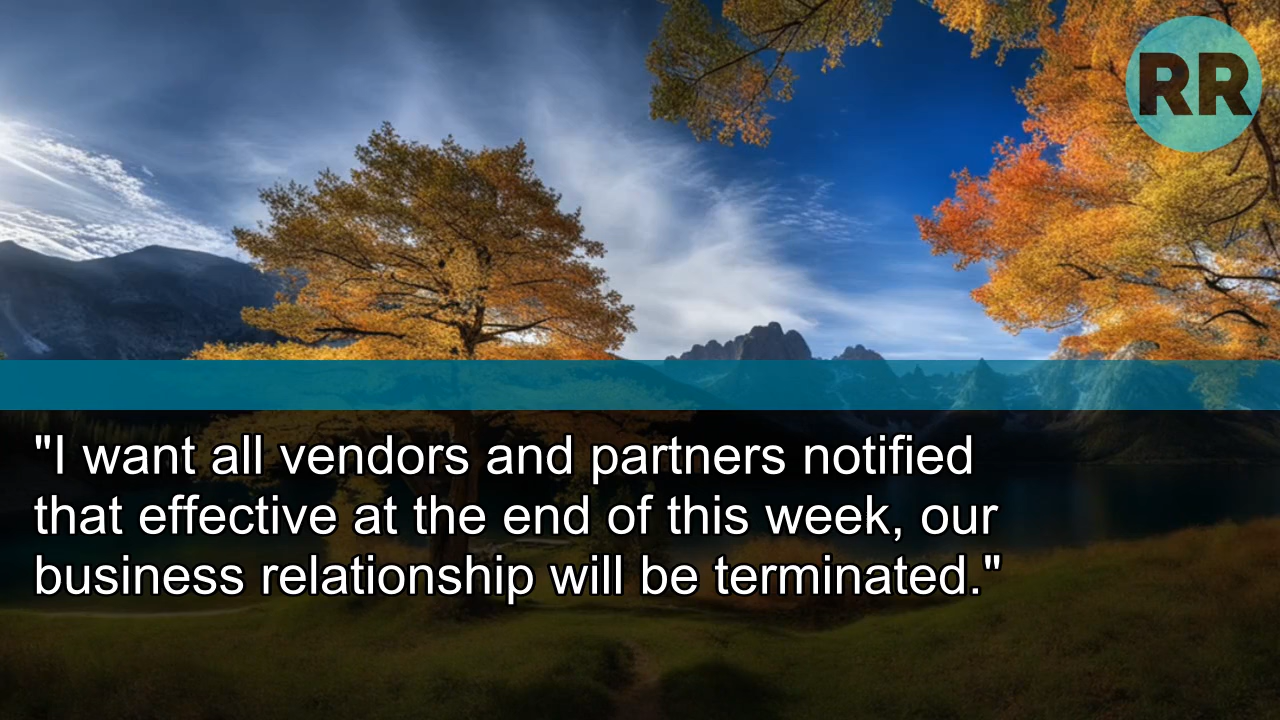 RR
"I want all vendors and partners notified
that effective at the end of this week, our
business relationship will be terminated."